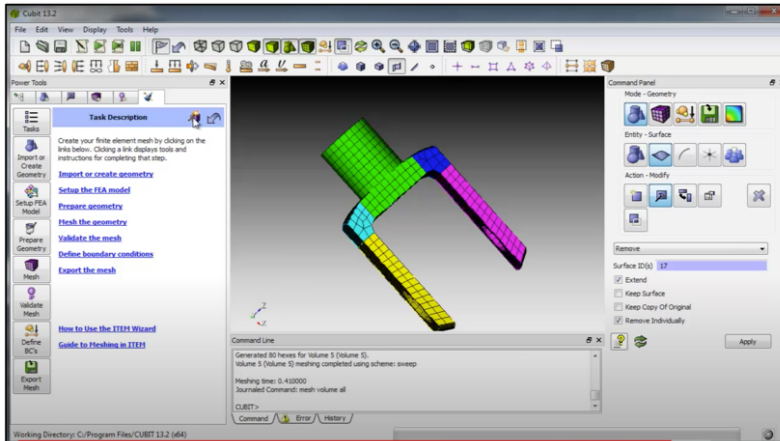 Cubit 13.2
File Edit View Display Tools Help
Power Tools
Tasks
Import or Create Geometry
Setup FEA Model
Prepare Geometry
Mesh
Validate Mesh
Define BC's
Export Mesh
Task Description
Create your finite element mesh by clicking on the
links below. Clicking a link displays tools and
instructions for completing that step.
Import or create geometry
Setup the FEA model
Prepare geometry
Mesh the geometry
Validate the mesh
Define boundary conditions
Export the mesh
How to Use the ITEM Wizard
Guide to Meshing in ITEM
Z
X
Command Line
Generated 80 hexes for Volume 5 (Volume 5).
Volume 5 (Volume 5) meshing completed using scheme: sweep
Meshing time: 0.410000
Journaled Command: mesh volume all
CUBIT>
Command Error History
Command Panel
Mode - Geometry
Entity - Surface
Action - Modify
Remove
Surface ID(s) 17
Extend
Keep Surface
Keep Copy Of Original
Remove Individually
Apply
Working Directory: C:/Program Files/CUBIT 13.2 (x64)